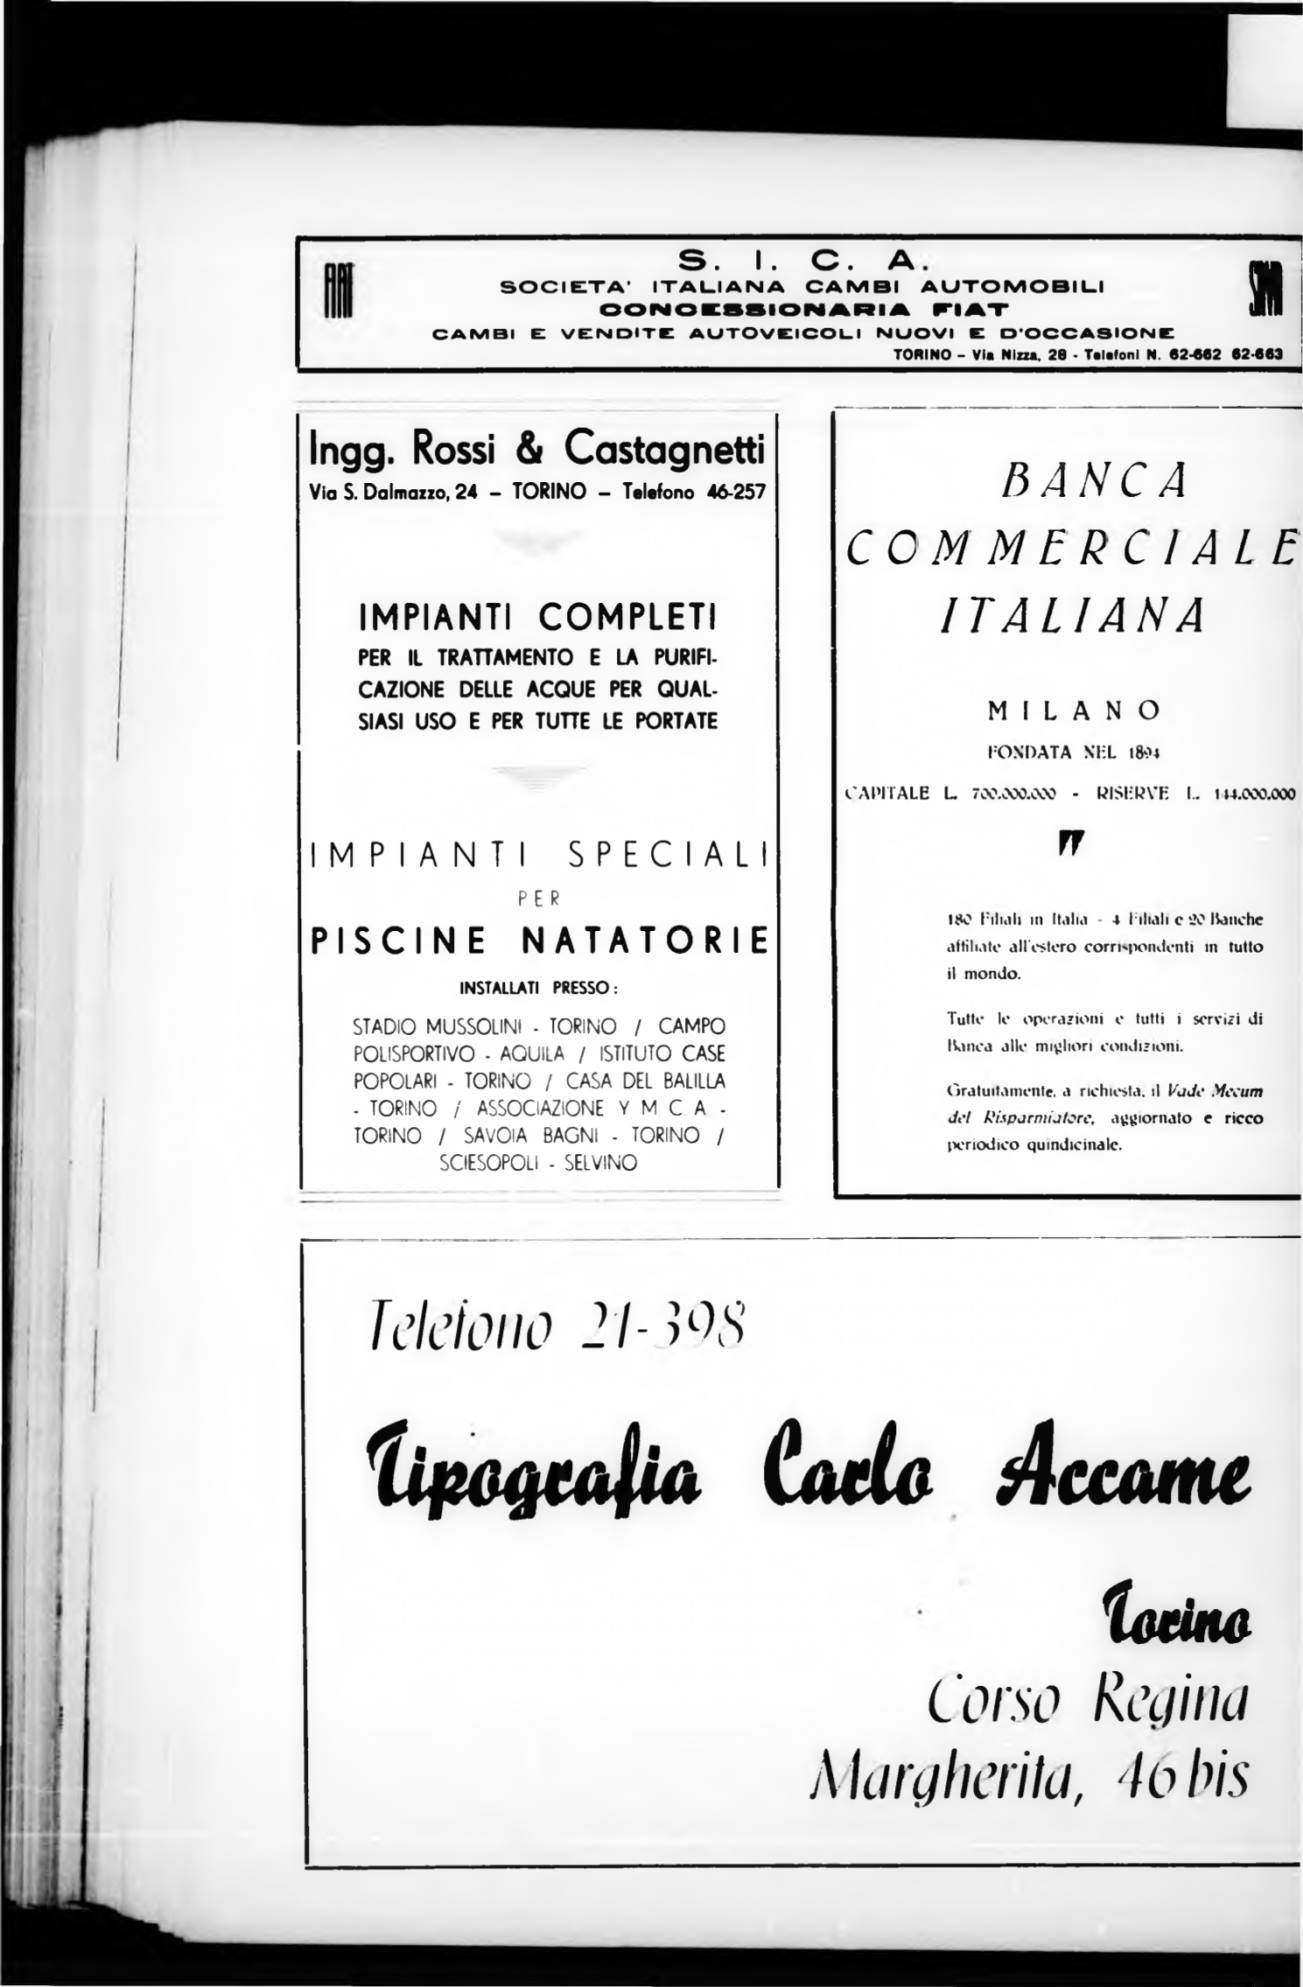 FIAT
S. I. C. A.
SOCIETA' ITALIANA CAMBI AUTOMOBILI
CONCESSIONARIA FIAT
CAMBI E VENDITE AUTOVEICOLI NUOVI E D'OCCASIONE
TORINO – Via Nizza, 28 - Telefoni N. 62-662 62-663
Ingg. Rossi & Castagnetti
Via S. Dalmazzo, 24 – TORINO – Telefono 46-257
IMPIANTI COMPLETI
PER IL TRATTAMENTO E LA PURIFI-
CAZIONE DELLE ACQUE PER QUAL-
SIASI USO E PER TUTTE LE PORTATE
IMPIANTI SPECIALI
PER
PISCINE NATATORIE
INSTALLATI PRESSO:
STADIO MUSSOLINI - TORINO / CAMPO
POLISPORTIVO - AQUILA / ISTITUTO CASE
POPOLARI - TORINO / CASA DEL BALILLA
- TORINO / ASSOCIAZIONE Y M C A -
TORINO / SAVOIA BAGNI - TORINO /
SCIESOPOLI - SELVINO
BANCA
COMMERCIALE
ITALIANA
MILANO
FONDATA NEL 1894
CAPITALE L. 700.000.000 - RISERVE L. 144.000.000
180 Filiali in Italia - 4 Filiali e 20 Banche
affiliate all'estero corrispondenti in tutto
il mondo.
Tutte le operazioni e tutti i servizi di
Banca alle migliori condizioni.
Gratuitamente, a richiesta, il Vade Mecum
del Risparmiatore, aggiornato e ricco
periodico quindicinale.
Telefono 21-398
Tipografia Carlo Accame
Torino
Corso Regina
Margherita, 46 bis